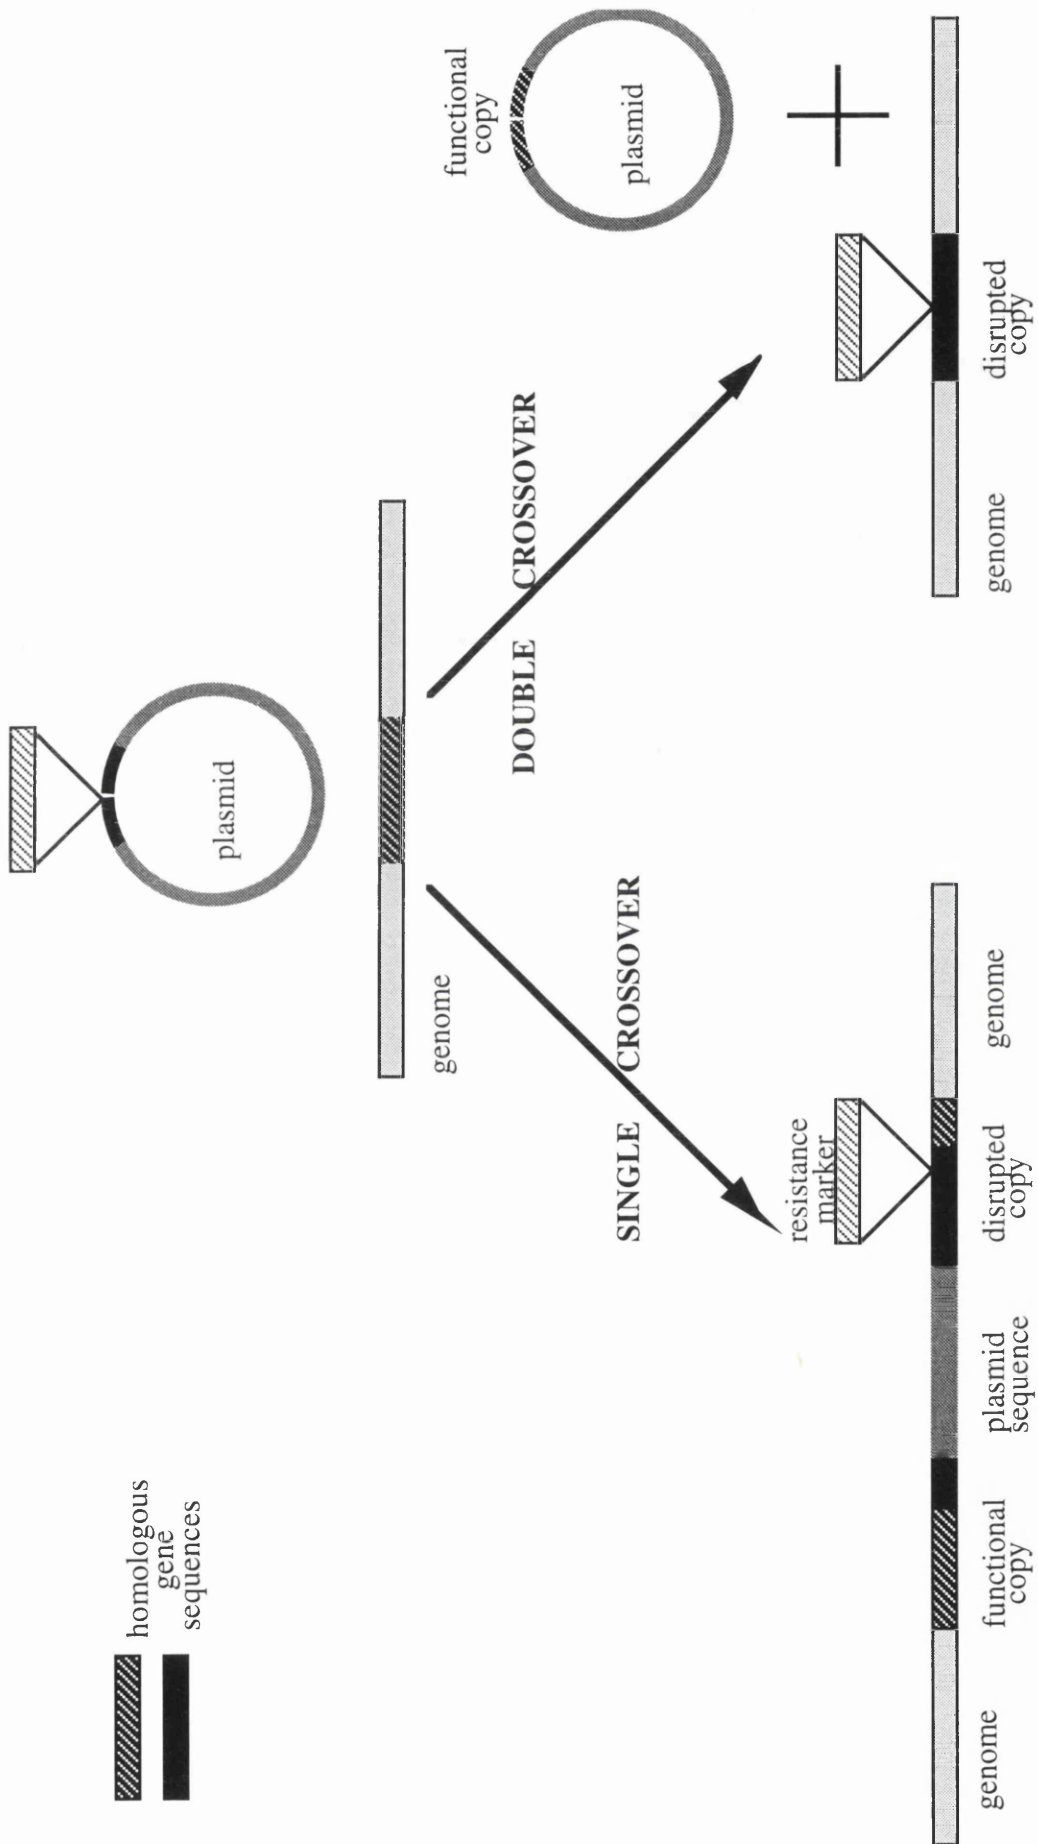 homologous
gene
sequences
plasmid
genome
SINGLE CROSSOVER
DOUBLE CROSSOVER
functional
copy
plasmid
resistance
marker
genome
functional
copy
plasmid
sequence
disrupted
copy
genome
genome
disrupted
copy